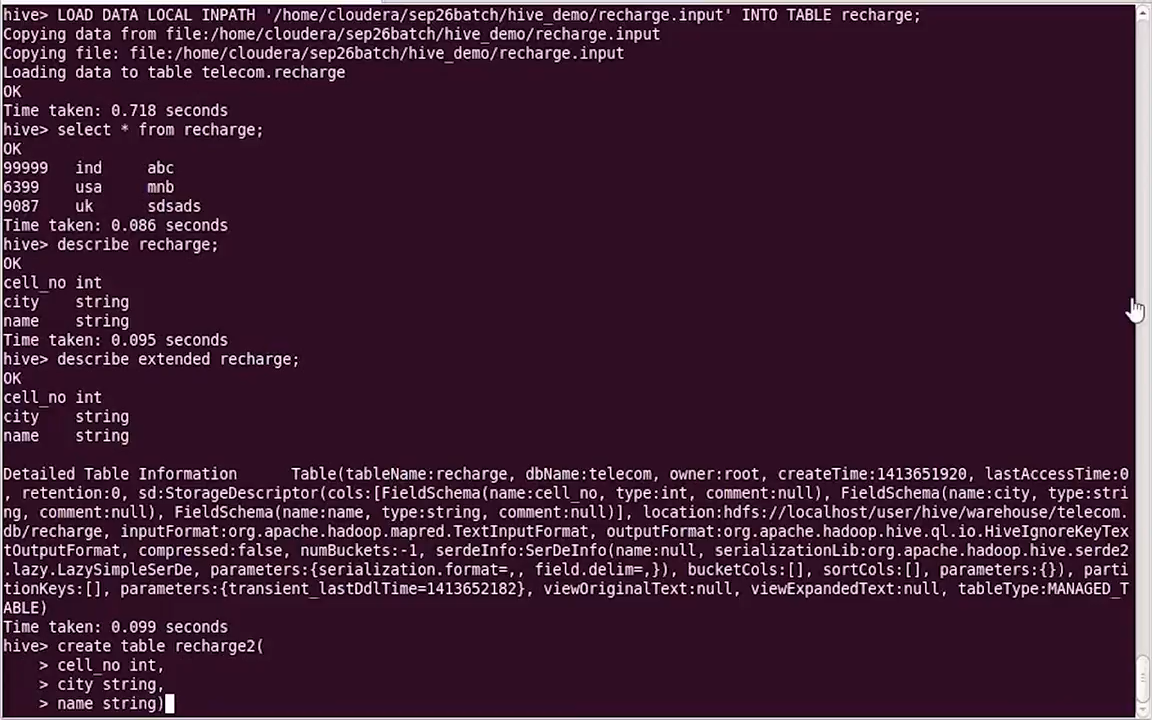 hive> LOAD DATA LOCAL INPATH '/home/cloudera/sep26batch/hive_demo/recharge.input' INTO TABLE recharge;
Copying data from file:/home/cloudera/sep26batch/hive_demo/recharge.input
Copying file: file:/home/cloudera/sep26batch/hive_demo/recharge.input
Loading data to table telecom.recharge
OK
Time taken: 0.718 seconds
hive> select * from recharge;
OK
99999   ind     abc
6399    usa     mnb
9087    uk      sdsads
Time taken: 0.086 seconds
hive> describe recharge;
OK
cell_no int
city    string
name    string
Time taken: 0.095 seconds
hive> describe extended recharge;
OK
cell_no int
city    string
name    string
Detailed Table Information      Table(tableName:recharge, dbName:telecom, owner:root, createTime:1413651920, lastAccessTime:0
, retention:0, sd:StorageDescriptor(cols:[FieldSchema(name:cell_no, type:int, comment:null), FieldSchema(name:city, type:stri
ng, comment:null), FieldSchema(name:name, type:string, comment:null)], location:hdfs://localhost/user/hive/warehouse/telecom.
db/recharge, inputFormat:org.apache.hadoop.mapred.TextInputFormat, outputFormat:org.apache.hadoop.hive.ql.io.HiveIgnoreKeyTex
tOutputFormat, compressed:false, numBuckets:-1, serdeInfo:SerDeInfo(name:null, serializationLib:org.apache.hadoop.hive.serde2
.lazy.LazySimpleSerDe, parameters:{serialization.format=,, field.delim=,}), bucketCols:[], sortCols:[], parameters:{}), parti
tionKeys:[], parameters:{transient_lastDdlTime=1413652182}, viewOriginalText:null, viewExpandedText:null, tableType:MANAGED_T
ABLE)
Time taken: 0.099 seconds
hive> create table recharge2(
    > cell_no int,
    > city string,
    > name string)